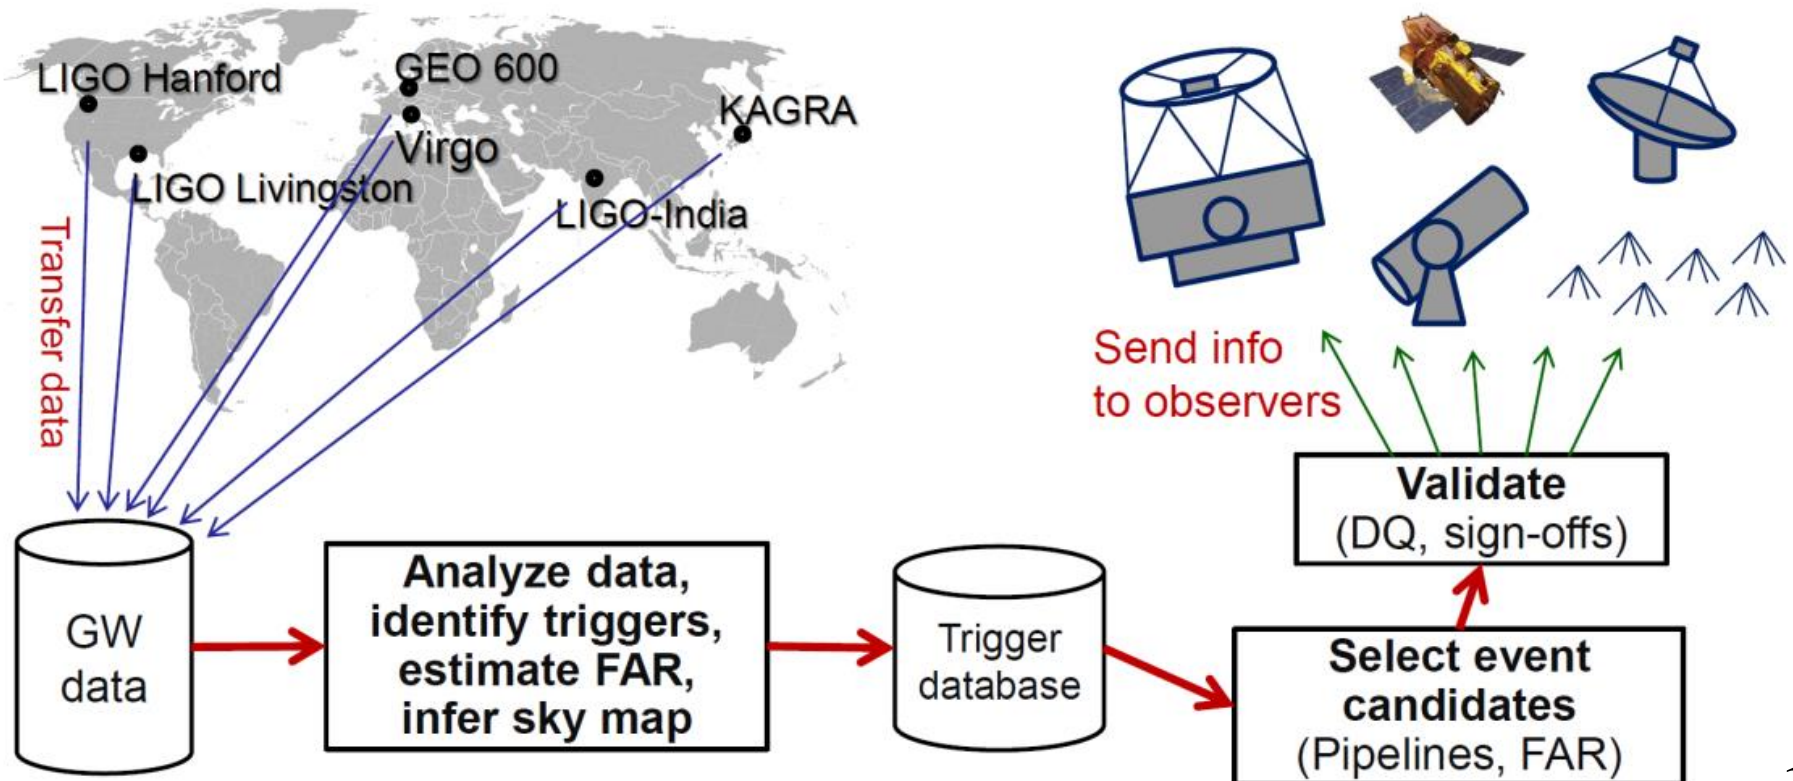 LIGO Hanford
GEO 600
KAGRA
Virgo
LIGO Livingston
LIGO-India
Transfer data
Send info
to observers
Validate
(DQ, sign-offs)
GW
data
Analyze data,
identify triggers,
estimate FAR,
infer sky map
Trigger
database
Select event
candidates
(Pipelines, FAR)